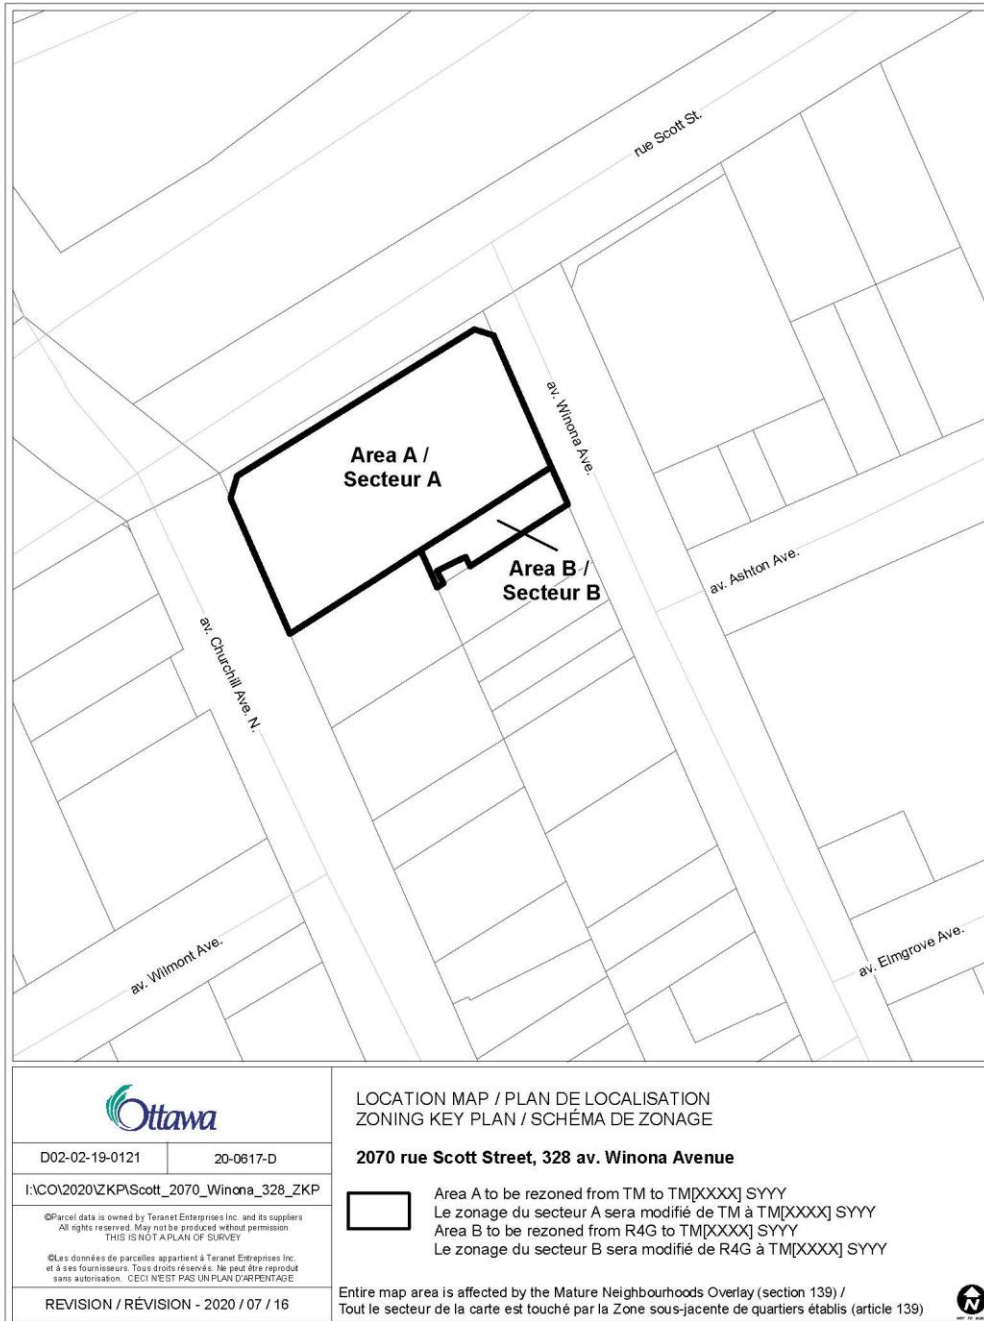 rue Scott St.
Area A /
Secteur A
av. Winona Ave.
Area B /
Secteur B
av. Ashton Ave.
av. Churchill Ave. N.
av. Wilmont Ave.
av. Elmgrove Ave.
Ottawa
D02-02-19-0121
20-0617-D
I:\CO\2020\ZKP\Scott_2070_Winona_328_ZKP
©Parcel data is owned by Teranet Enterprises Inc. and its suppliers
All rights reserved. May not be produced without permission
THIS IS NOT A PLAN OF SURVEY
©Les données de parcelles appartient à Teranet Entreprises Inc.
et à ses fournisseurs. Tous droits réservés. Ne peut être reproduit
sans autorisation. CECI N'EST PAS UN PLAN D'ARPENTAGE
REVISION / RÉVISION - 2020 / 07 / 16
LOCATION MAP / PLAN DE LOCALISATION
ZONING KEY PLAN / SCHÉMA DE ZONAGE
2070 rue Scott Street, 328 av. Winona Avenue
Area A to be rezoned from TM to TM[XXXX] SYYY
Le zonage du secteur A sera modifié de TM à TM[XXXX] SYYY
Area B to be rezoned from R4G to TM[XXXX] SYYY
Le zonage du secteur B sera modifié de R4G à TM[XXXX] SYYY
Entire map area is affected by the Mature Neighbourhoods Overlay (section 139) /
Tout le secteur de la carte est touché par la Zone sous-jacente de quartiers établis (article 139)
N